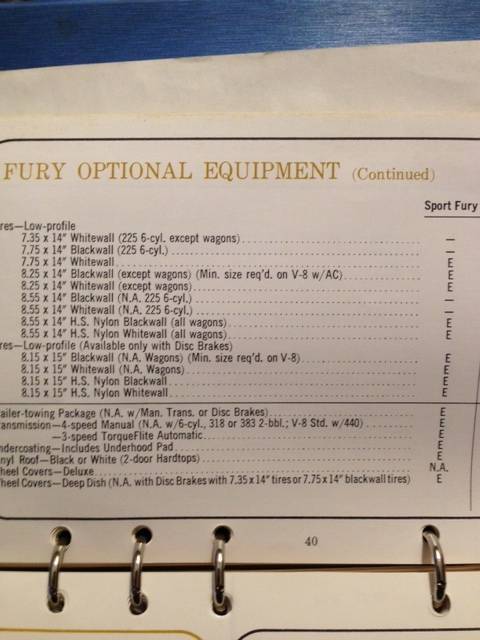 FURY OPTIONAL EQUIPMENT (Continued)
Sport Fury
res—Low-profile
7.35 x 14" Whitewall (225 6-cyl. except wagons) —
7.75 x 14" Blackwall (225 6-cyl.) —
7.75 x 14" Whitewall E
8.25 x 14" Blackwall (except wagons) (Min. size req'd. on V-8 w/AC) E
8.25 x 14" Whitewall (except wagons) E
8.55 x 14" Blackwall (N.A. 225 6-cyl.) —
8.55 x 14" Whitewall (N.A. 225 6-cyl.) —
8.55 x 14" H.S. Nylon Blackwall (all wagons) E
8.55 x 14" H.S. Nylon Whitewall (all wagons) E
res—Low-profile (Available only with Disc Brakes)
8.15 x 15" Blackwall (N.A. Wagons) (Min. size req'd. on V-8) E
8.15 x 15" Whitewall (N.A. Wagons) E
8.15 x 15" H.S. Nylon Blackwall E
8.15 x 15" H.S. Nylon Whitewall E
ailer-towing Package (N.A. w/Man. Trans. or Disc Brakes) E
ansmission—4-speed Manual (N.A. w/6-cyl., 318 or 383 2-bbl.; V-8 Std. w/440) E
—3-speed TorqueFlite Automatic E
ndercoating—Includes Underhood Pad E
nyl Roof—Black or White (2-door Hardtops) E
heel Covers—Deluxe N.A.
heel Covers—Deep Dish (N.A. with Disc Brakes with 7.35 x 14" tires or 7.75 x 14" blackwall tires) E
40